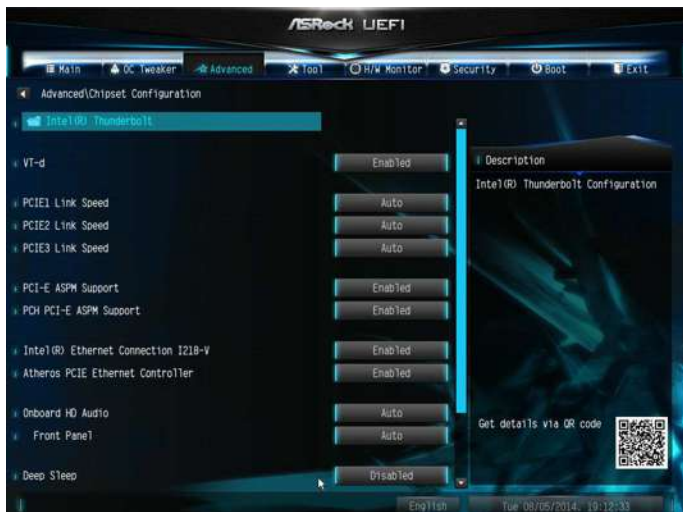 ASRock UEFI
Main OC Tweaker Advanced Tool H/W Monitor Security Boot Exit
Advanced\Chipset Configuration
Intel(R) Thunderbolt
VT-d Enabled
PCIE1 Link Speed Auto
PCIE2 Link Speed Auto
PCIE3 Link Speed Auto
PCI-E ASPM Support Enabled
PCH PCI-E ASPM Support Enabled
Intel(R) Ethernet Connection I218-V Enabled
Atheros PCIE Ethernet Controller Enabled
Onboard HD Audio Auto
Front Panel Auto
Deep Sleep Disabled
Description
Intel(R) Thunderbolt Configuration
Get details via QR code
English Tue 08/05/2014. 19:12:33